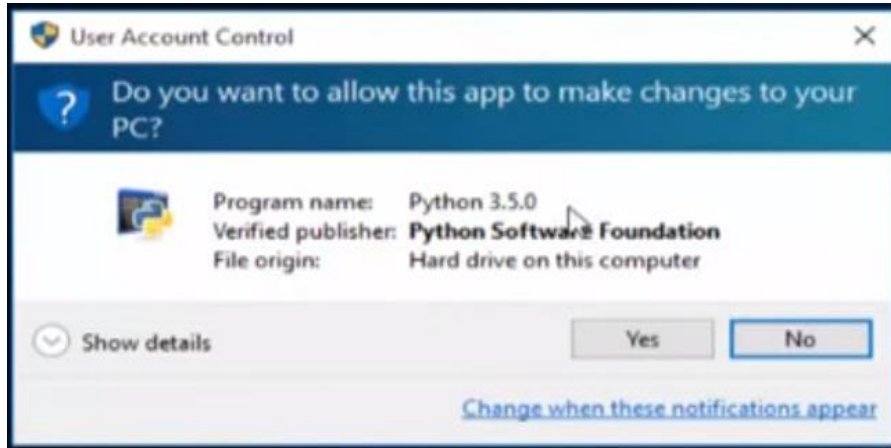 User Account Control
Do you want to allow this app to make changes to your
PC?
Program name: Python 3.5.0
Verified publisher: Python Software Foundation
File origin: Hard drive on this computer
Show details
Yes No
Change when these notifications appear